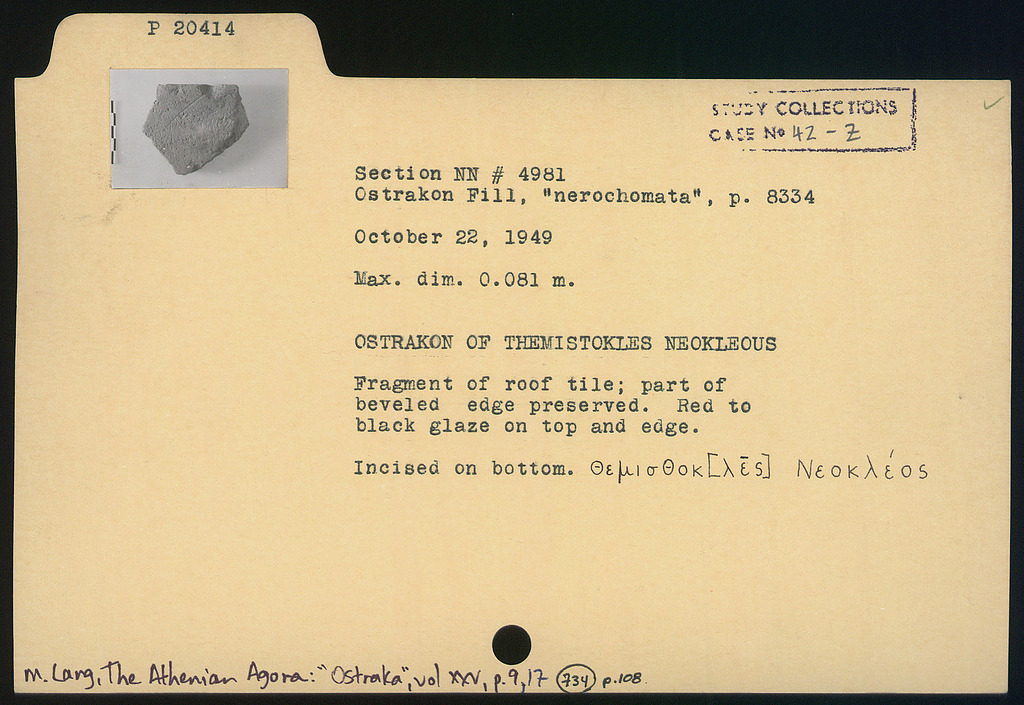 P 20414
STUDY COLLECTIONS
CASE Nº 42 - Z
Section NN # 4981
Ostrakon Fill, "nerochomata", p. 8334
October 22, 1949
Max. dim. 0.081 m.
OSTRAKON OF THEMISTOKLES NEOKLEOUS
Fragment of roof tile; part of
beveled edge preserved. Red to
black glaze on top and edge.
Incised on bottom. Θεμισθοκ[λε̄ς] Νεοκλέος
M. Lang, The Athenian Agora: "Ostraka", vol XXV, p. 9, 17 734 p. 108